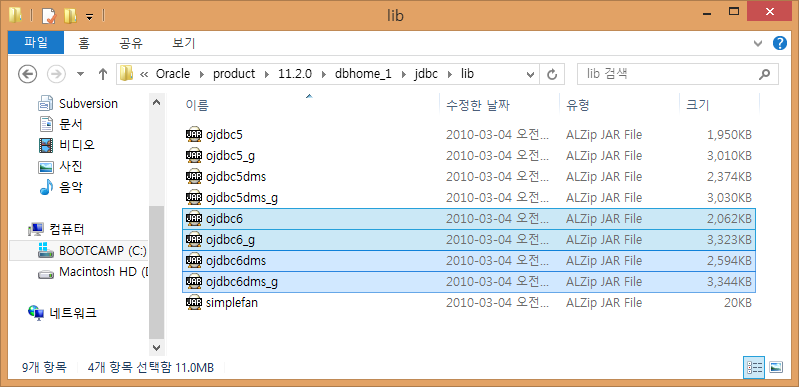 lib
파일 홈 공유 보기
« Oracle › product › 11.2.0 › dbhome_1 › jdbc › lib
lib 검색
Subversion
문서
비디오
사진
음악
컴퓨터
BOOTCAMP (C:)
Macintosh HD (D
네트워크
이름 수정한 날짜 유형 크기
ojdbc5 2010-03-04 오전... ALZip JAR File 1,950KB
ojdbc5_g 2010-03-04 오전... ALZip JAR File 3,010KB
ojdbc5dms 2010-03-04 오전... ALZip JAR File 2,374KB
ojdbc5dms_g 2010-03-04 오전... ALZip JAR File 3,030KB
ojdbc6 2010-03-04 오전... ALZip JAR File 2,062KB
ojdbc6_g 2010-03-04 오전... ALZip JAR File 3,323KB
ojdbc6dms 2010-03-04 오전... ALZip JAR File 2,594KB
ojdbc6dms_g 2010-03-04 오전... ALZip JAR File 3,344KB
simplefan 2010-03-04 오전... ALZip JAR File 20KB
9개 항목 4개 항목 선택함 11.0MB